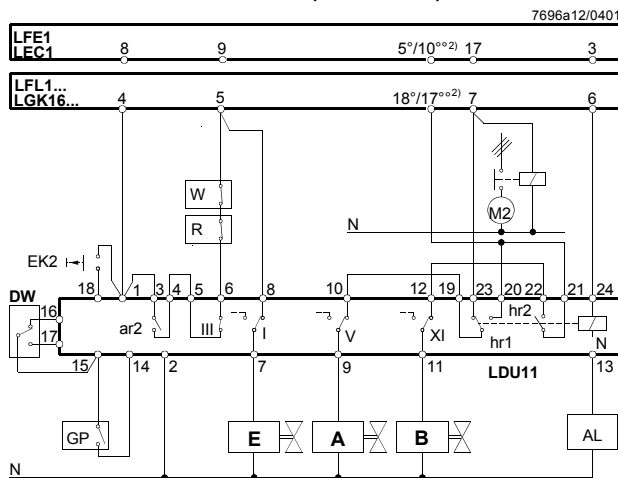 7696a12/0401
LFE1
LEC1
8 9 5°/10°°²⁾ 17 3
LFL1...
LGK16...
4 5 18°/17°°²⁾ 7 6
W
R
M2
N
EK2
DW
18 1 3 4 5 6 8 10 12 19 23 20 22 21 24
16
17
ar2 III I V XI hr1 hr2 N
LDU11
15 14 2 7 9 11 13
GP E A B AL
N